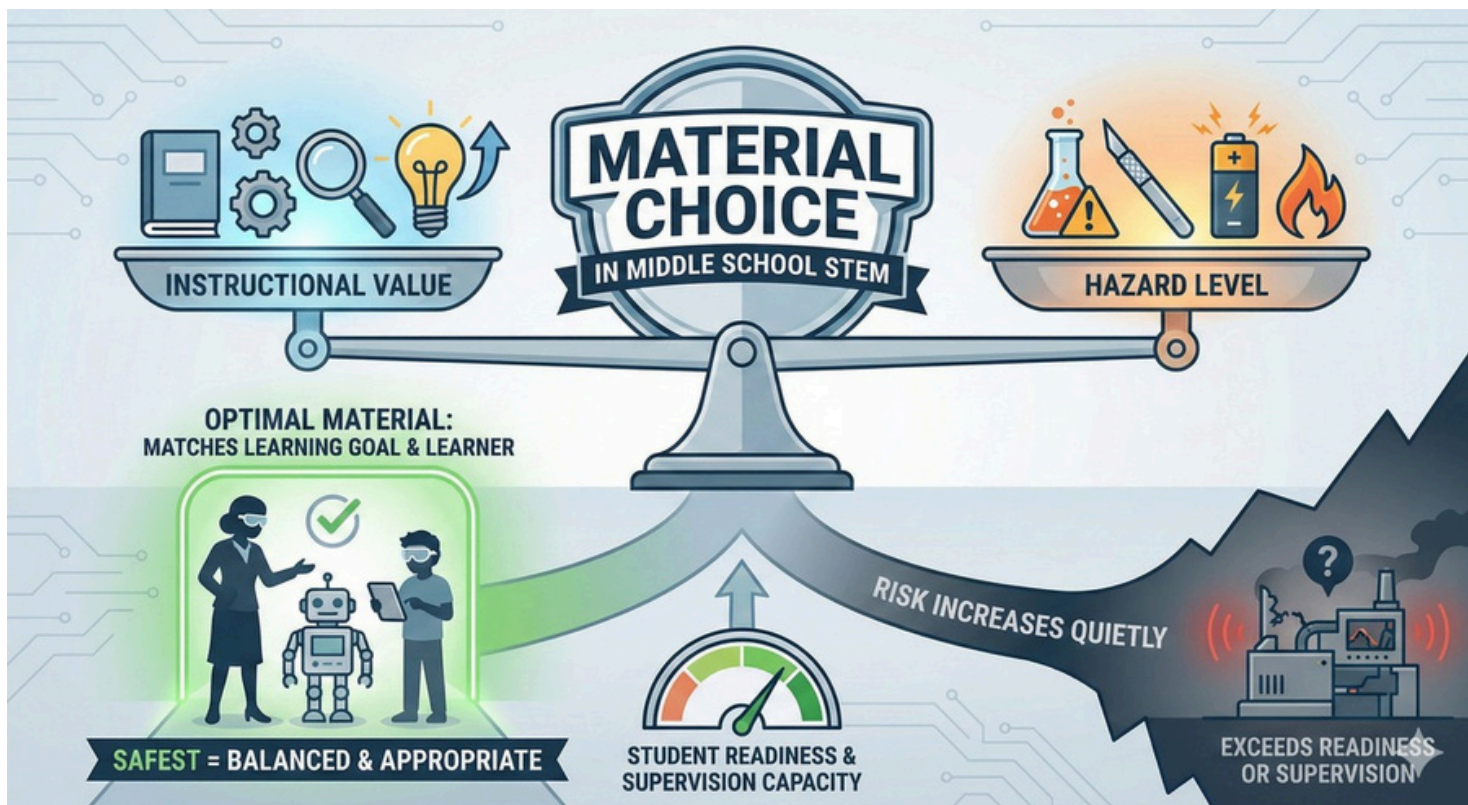 MATERIAL
CHOICE
IN MIDDLE SCHOOL STEM
INSTRUCTIONAL VALUE
HAZARD LEVEL
OPTIMAL MATERIAL:
MATCHES LEARNING GOAL & LEARNER
SAFEST = BALANCED & APPROPRIATE
STUDENT READINESS &
SUPERVISION CAPACITY
RISK INCREASES QUIETLY
?
EXCEEDS READINESS
OR SUPERVISION